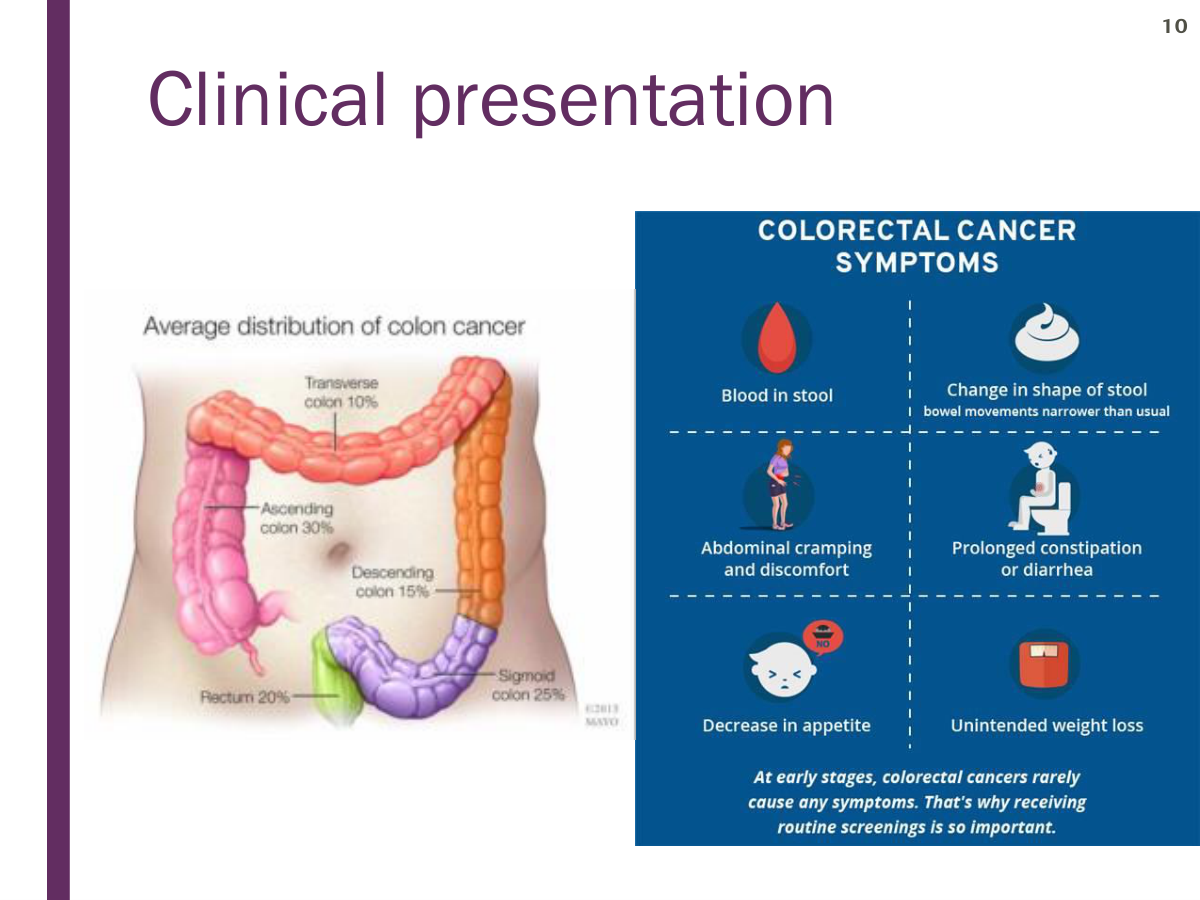 10
Clinical presentation
Average distribution of colon cancer
Transverse
colon 10%
Ascending
colon 30%
Descending
colon 15%
Sigmoid
colon 25%
Rectum 20%
©2013
MAYO
COLORECTAL CANCER
SYMPTOMS
Blood in stool
Change in shape of stool
bowel movements narrower than usual
Abdominal cramping
and discomfort
Prolonged constipation
or diarrhea
NO
Decrease in appetite
Unintended weight loss
At early stages, colorectal cancers rarely
cause any symptoms. That's why receiving
routine screenings is so important.